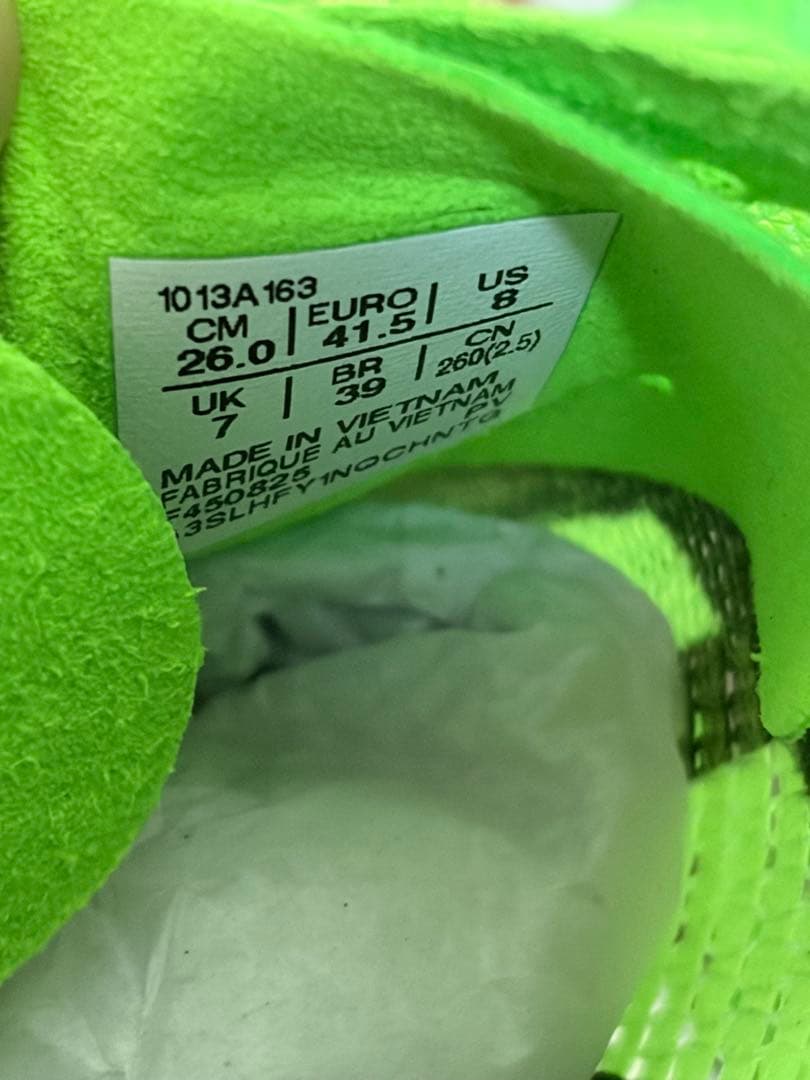 1013A163
CM | EURO | US
26.0 | 41.5 | 8
UK | BR | CN
7 | 39 | 260(2.5)
MADE IN VIETNAM
FABRIQUE AU VIETNAM
F450825 PV